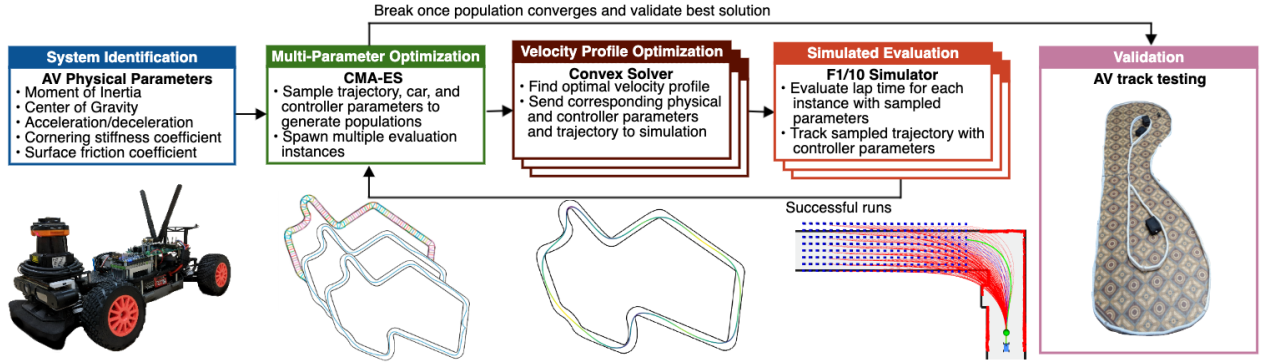 Break once population converges and validate best solution
System Identification
AV Physical Parameters
• Moment of Inertia
• Center of Gravity
• Acceleration/deceleration
• Cornering stiffness coefficient
• Surface friction coefficient
Multi-Parameter Optimization
CMA-ES
• Sample trajectory, car, and
controller parameters to
generate populations
• Spawn multiple evaluation
instances
Velocity Profile Optimization
Convex Solver
• Find optimal velocity profile
• Send corresponding physical
and controller parameters
and trajectory to simulation
Simulated Evaluation
F1/10 Simulator
• Evaluate lap time for each
instance with sampled
parameters
• Track sampled trajectory with
controller parameters
Validation
AV track testing
Successful runs